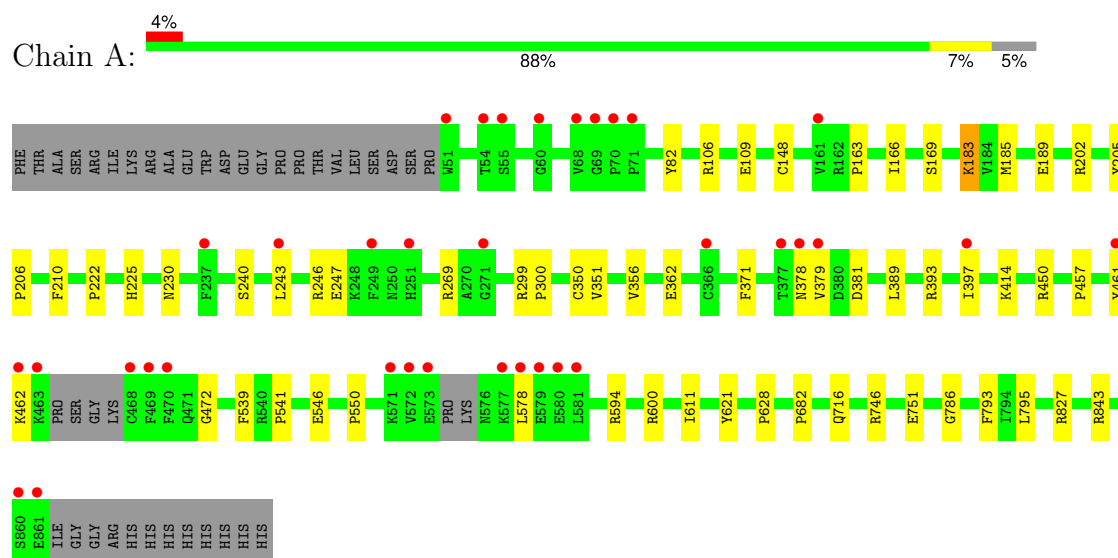 4%
Chain A:
88% 7% 5%
PHE THR ALA SER ARG ILE LYS ARG ALA GLU TRP ASP GLU GLY PRO PRO THR VAL LEU SER ASP SER PRO W51 T54 S55 G60 V68 G69 P70 P71 Y82 R106 E109 C148 V161 R162 P163 I166 S169 K183 V184 M185 E189 R202
P206 F210 P222 H225 N230 F237 S240 L243 R246 E247 K248 F249 N250 H251 R269 A270 G271 R299 P300 C350 V351 V356 E362 C366 F371 T377 N378 V379 D380 D381 L389 R393 I397 K414 R450 P457
K462 K463 PRO SER GLY LYS C468 F469 F470 Q471 G472 F539 R540 P541 E546 P550 K571 V572 E573 PRO LYS N576 K577 L578 E579 E580 L581 R594 R600 I611 Y621 P628 P682 Q716 R746 E751 G786 F793 I794 L795 R827 R843
S860 E861 ILE GLY GLY ARG HIS HIS HIS HIS HIS HIS HIS HIS